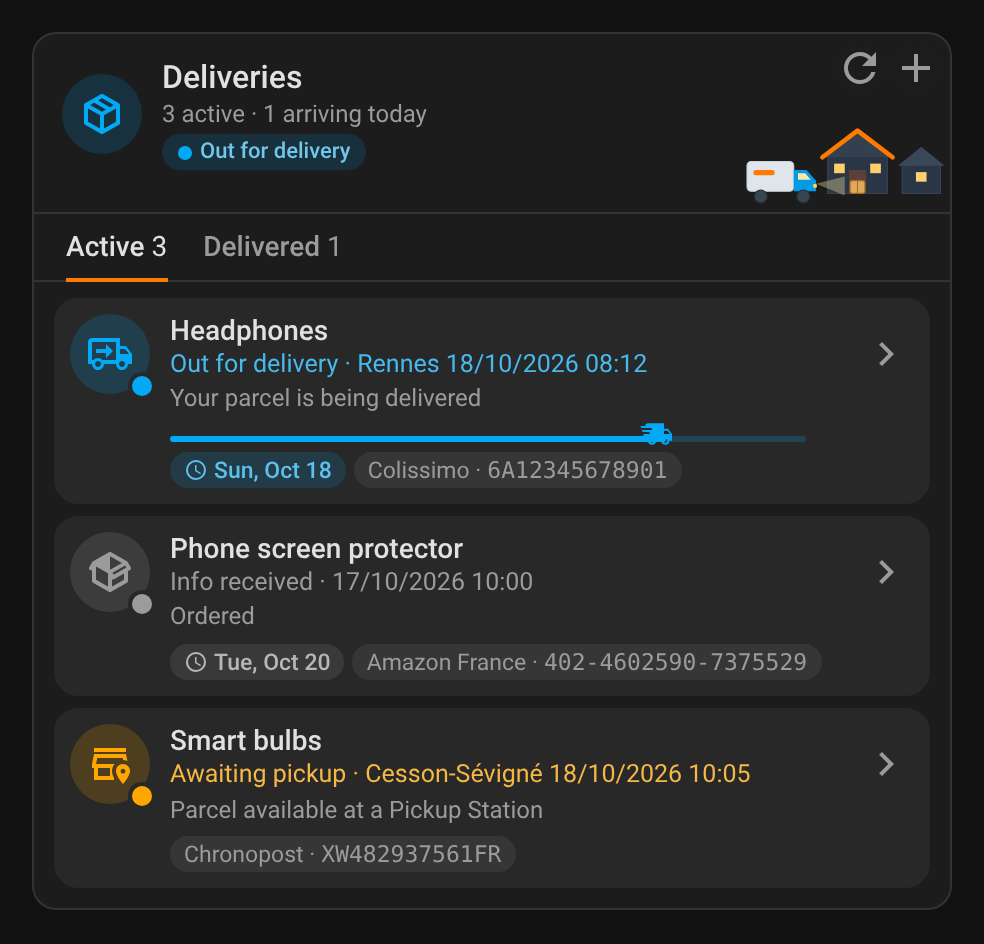 Deliveries
3 active · 1 arriving today
Out for delivery
Active 3
Delivered 1
Headphones
Out for delivery · Rennes 18/10/2026 08:12
Your parcel is being delivered
Sun, Oct 18
Colissimo · 6A12345678901
Phone screen protector
Info received · 17/10/2026 10:00
Ordered
Tue, Oct 20
Amazon France · 402-4602590-7375529
Smart bulbs
Awaiting pickup · Cesson-Sévigné 18/10/2026 10:05
Parcel available at a Pickup Station
Chronopost · XW482937561FR